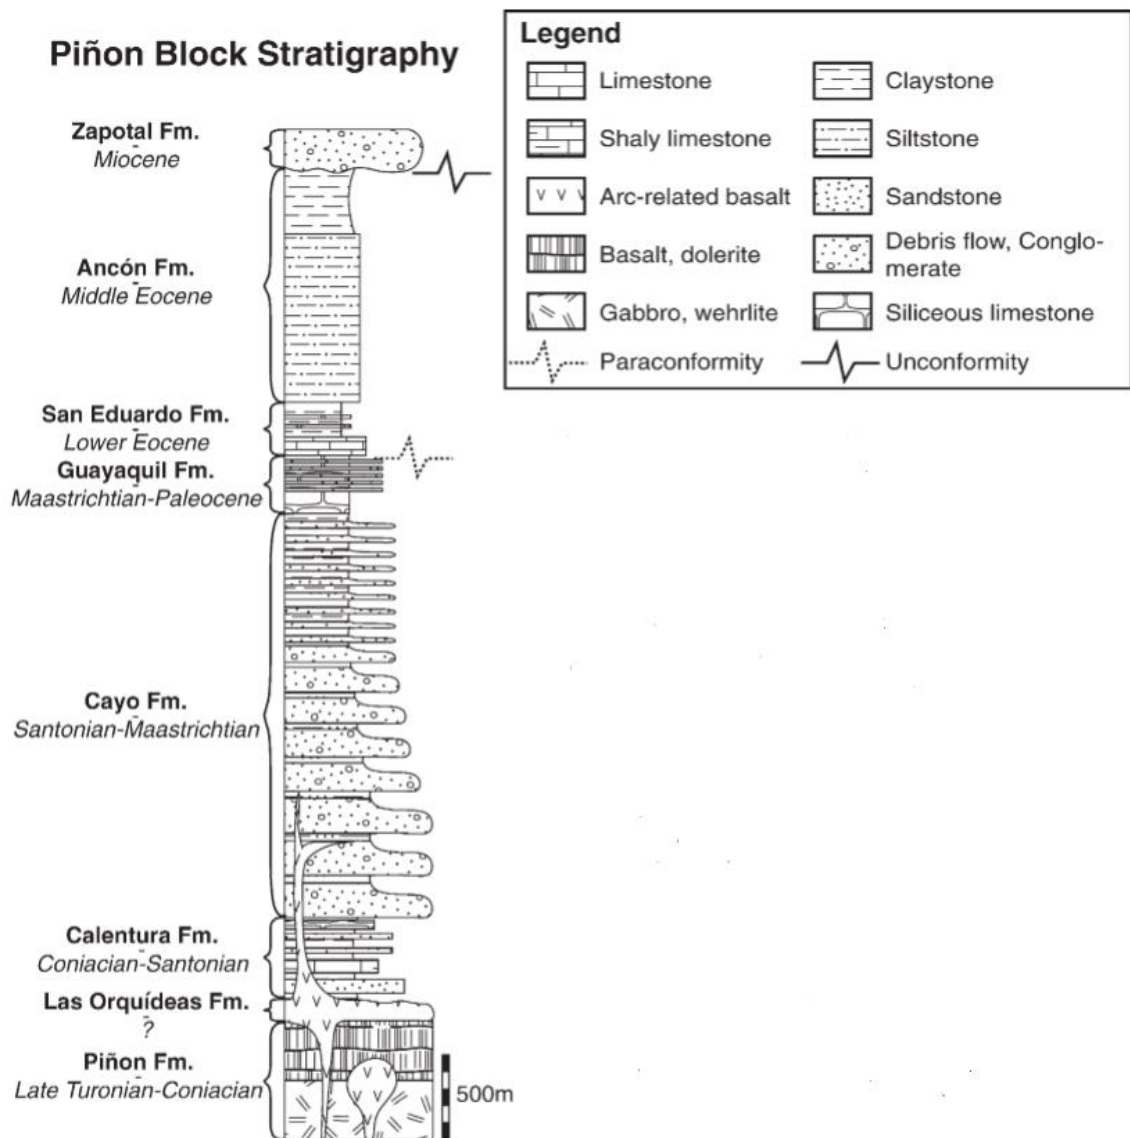 Piñon Block Stratigraphy
Zapotal Fm.
-
Miocene
Ancón Fm.
-
Middle Eocene
San Eduardo Fm.
-
Lower Eocene
Guayaquil Fm.
-
Maastrichtian-Paleocene
Cayo Fm.
-
Santonian-Maastrichtian
Calentura Fm.
-
Coniacian-Santonian
Las Orquídeas Fm.
-
?
Piñon Fm.
-
Late Turonian-Coniacian
500m
Legend
Limestone
Shaly limestone
Arc-related basalt
Basalt, dolerite
Gabbro, wehrlite
Paraconformity
Claystone
Siltstone
Sandstone
Debris flow, Conglo-
merate
Siliceous limestone
Unconformity